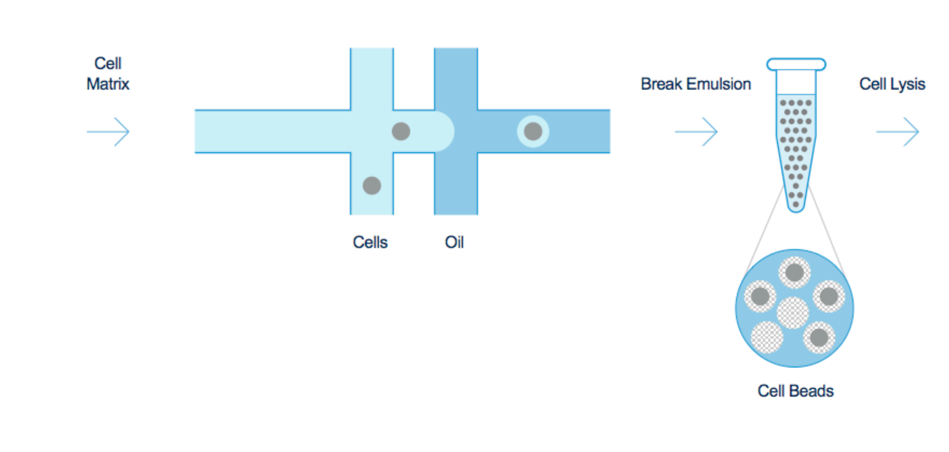 Cell
Matrix
Cells
Oil
Break Emulsion
Cell Lysis
Cell Beads